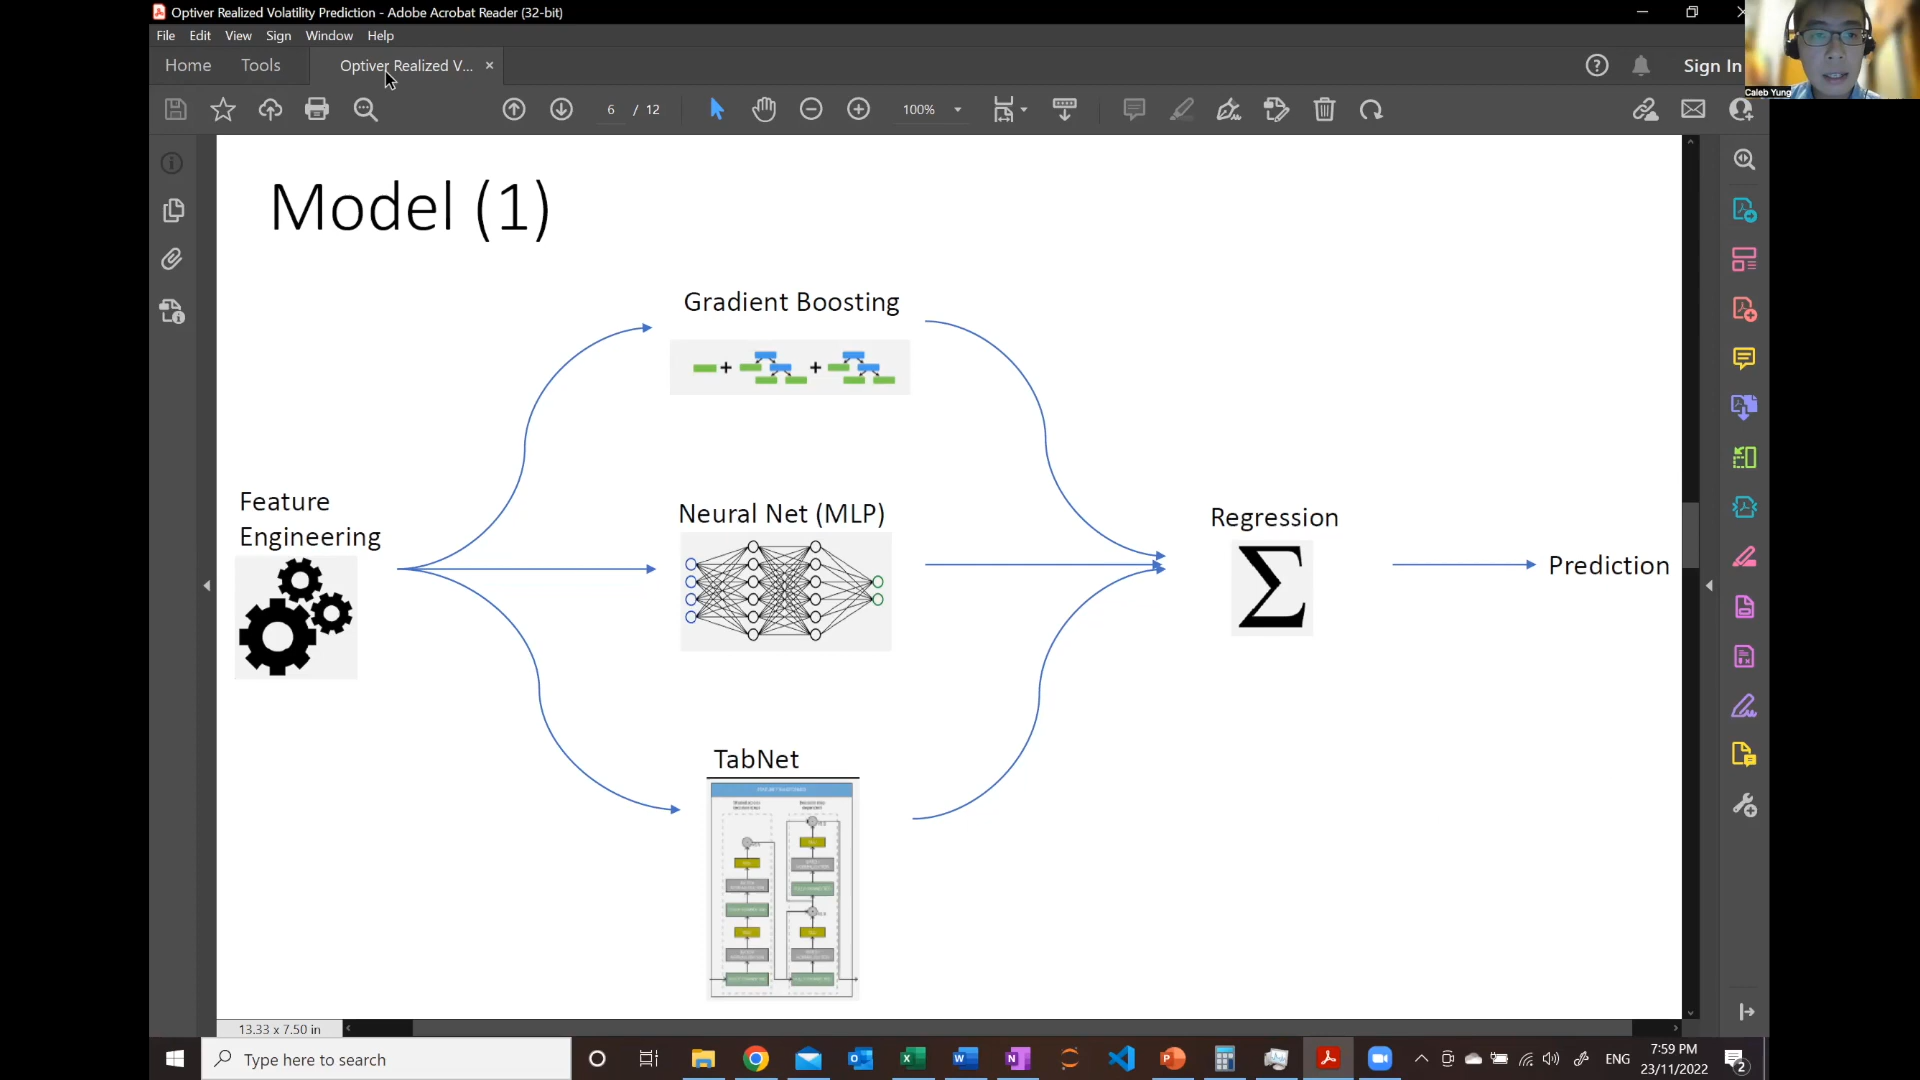 Optiver Realized Volatility Prediction - Adobe Acrobat Reader (32-bit)
File Edit View Sign Window Help
Home Tools Optiver Realized V... Sign In
Caleb Yung
6 / 12 100%
Model (1)
Gradient Boosting
Feature
Engineering
Neural Net (MLP)
Regression
Prediction
TabNet
13.33 x 7.50 in
Type here to search
ENG
7:59 PM
23/11/2022
2